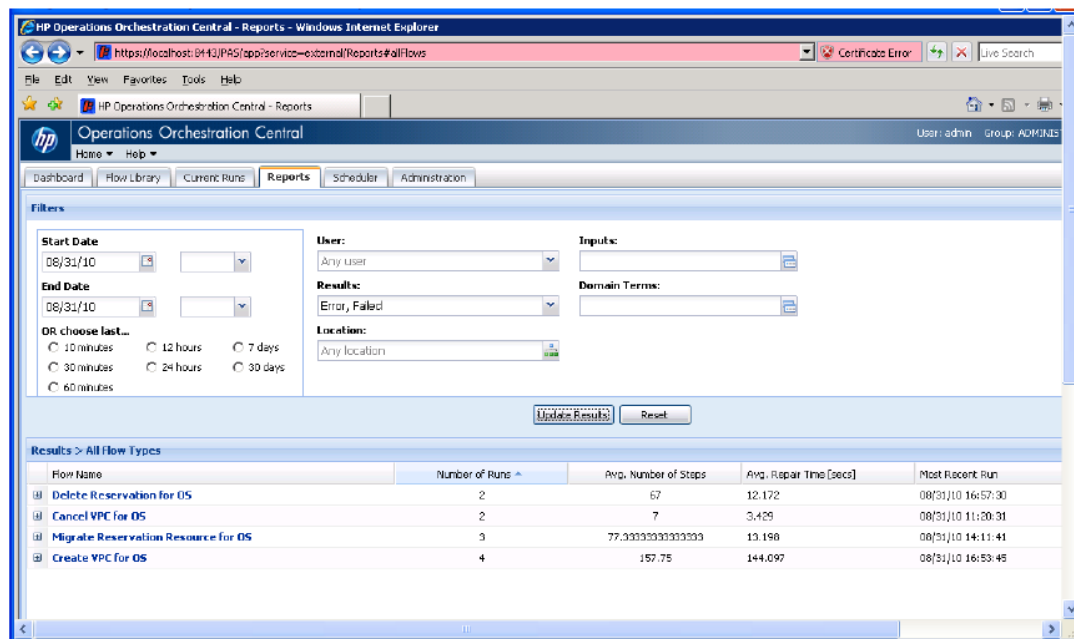 HP Operations Orchestration Central - Reports - Windows Internet Explorer
https://localhost:8443/PAS/app?service=external/Reports#allFlows
Certificate Error
Live Search
File Edit View Favorites Tools Help
HP Operations Orchestration Central - Reports
hp
Operations Orchestration Central
User: admin Group: ADMINIST
Home Help
Dashboard Flow Library Current Runs Reports Scheduler Administration
Filters
Start Date User: Inputs:
08/31/10 Any user
End Date Results: Domain Terms:
08/31/10 Error, Failed
OR choose last... Location:
10 minutes 12 hours 7 days Any location
30 minutes 24 hours 30 days
60 minutes
Update Results Reset
Results > All Flow Types
Flow Name Number of Runs Avg. Number of Steps Avg. Repair Time [secs] Most Recent Run
Delete Reservation for OS 2 67 12.172 08/31/10 16:57:30
Cancel VPC for OS 2 7 3.429 08/31/10 11:20:31
Migrate Reservation Resource for OS 3 77.33333333333333 13.198 08/31/10 14:11:41
Create VPC for OS 4 157.75 144.097 08/31/10 16:53:45